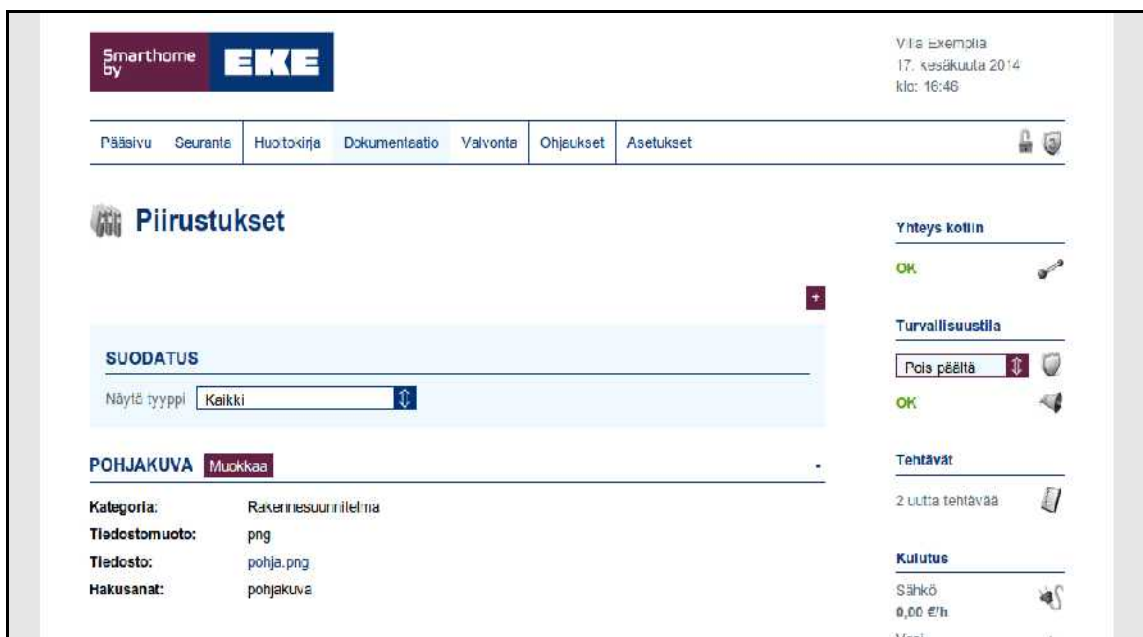 Smarthome
by
EKE
Villa Exemplia
17. kesäkuuta 2014
klo: 16:46
Pääsivu Seuranta Huoltokirja Dokumentaatio Valvonta Ohjaukset Asetukset
Piirustukset
+
SUODATUS
Näytä tyyppi Kaikki
POHJAKUVA Muokkaa -
Kategoria: Rakennesuunnitelma
Tiedostomuoto: png
Tiedosto: pohja.png
Hakusanat: pohjakuva
Yhteys kotiin
OK
Turvallisuustila
Pois päältä
OK
Tehtävät
2 uutta tehtävää
Kulutus
Sähkö
0,00 €/h